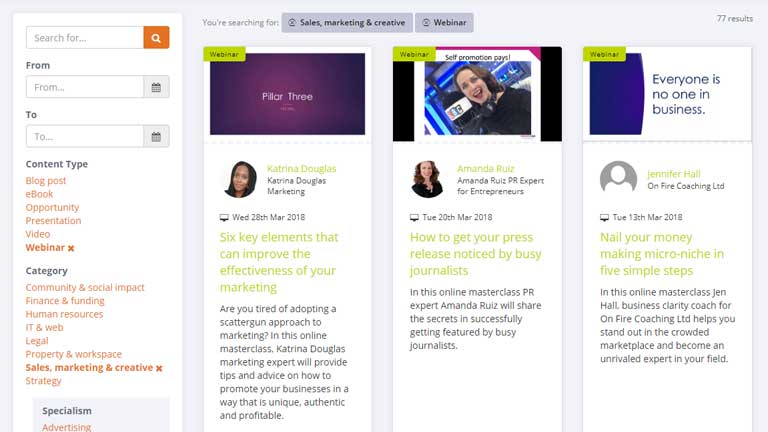 Search for...
From
From...
To
To...
Content Type
Blog post
eBook
Opportunity
Presentation
Video
Webinar
Category
Community & social impact
Finance & funding
Human resources
IT & web
Legal
Property & workspace
Sales, marketing & creative
Strategy
Specialism
Advertising
You're searching for:
Sales, marketing & creative
Webinar
77 results
Webinar
Pillar Three
Katrina Douglas
Katrina Douglas
Marketing
Wed 28th Mar 2018
Six key elements that
can improve the
effectiveness of your
marketing
Are you tired of adopting a
scattergun approach to
marketing? In this online
masterclass, Katrina Douglas
marketing expert will provide
tips and advice on how to
promote your businesses in a
way that is unique, authentic
and profitable.
Webinar
Self promotion pays!
Amanda Ruiz
Amanda Ruiz PR Expert
for Entrepreneurs
Tue 20th Mar 2018
How to get your press
release noticed by busy
journalists
In this online masterclass PR
expert Amanda Ruiz will share
the secrets in successfully
getting featured by busy
journalists.
Webinar
Everyone is
no one in
business.
Jennifer Hall
On Fire Coaching Ltd
Tue 13th Mar 2018
Nail your money
making micro-niche in
five simple steps
In this online masterclass Jen
Hall, business clarity coach for
On Fire Coaching Ltd helps you
stand out in the crowded
marketplace and become an
unrivaled expert in your field.